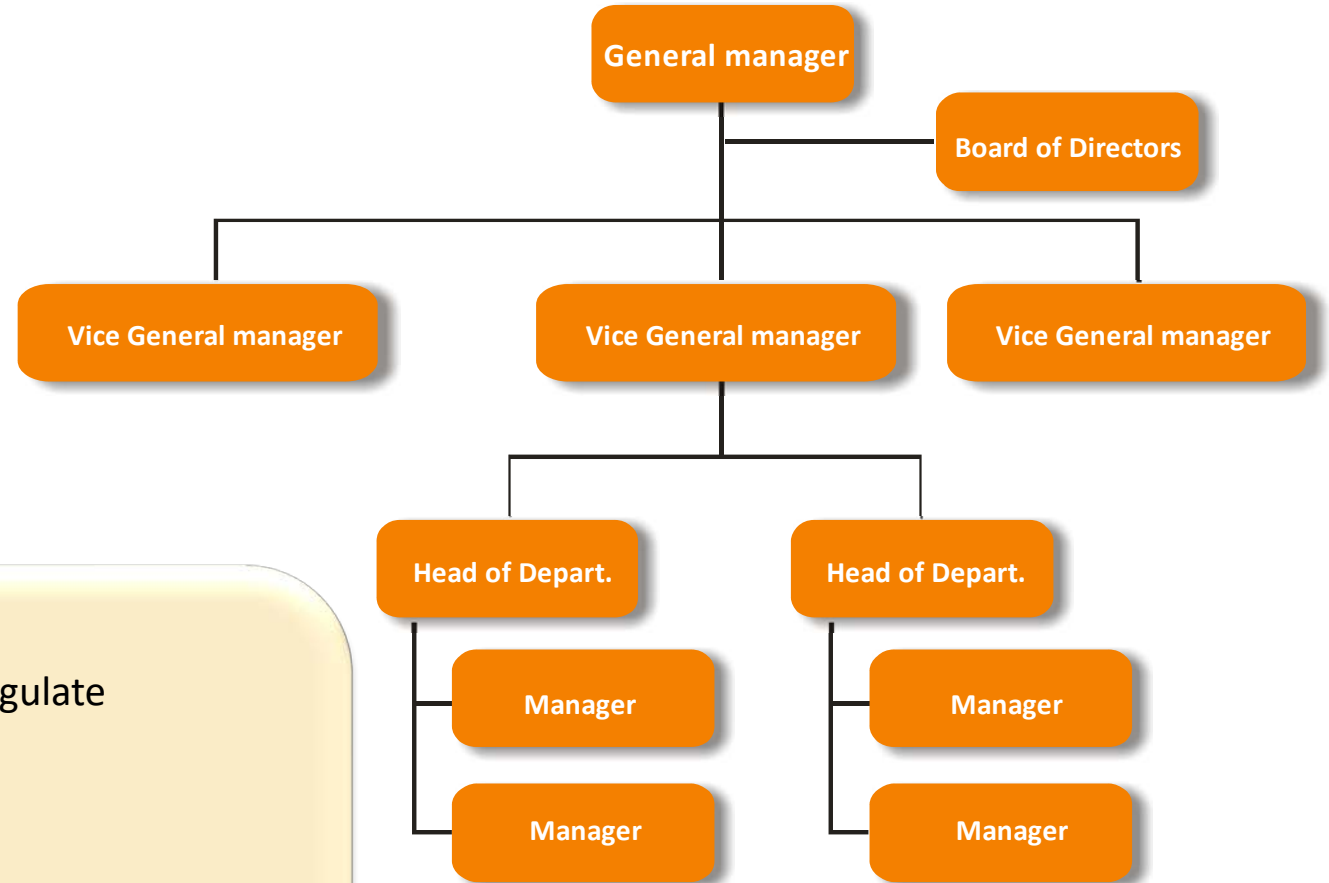 General manager
Board of Directors
Vice General manager
Vice General manager
Vice General manager
Head of Depart.
Head of Depart.
gulate
Manager
Manager
Manager
Manager